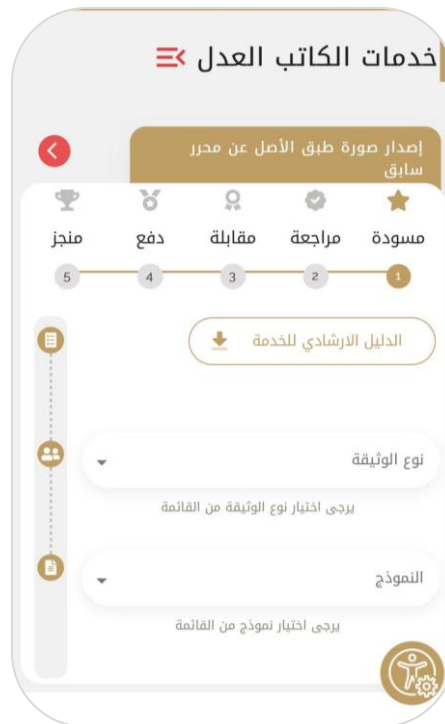 خدمات الكاتب العدل
إصدار صورة طبق الأصل عن محرر
سابق
مسودة مراجعة مقابلة دفع منجز
1 2 3 4 5
الدليل الارشادي للخدمة
نوع الوثيقة
يرجى اختيار نوع الوثيقة من القائمة
النموذج
يرجى اختيار نموذج من القائمة